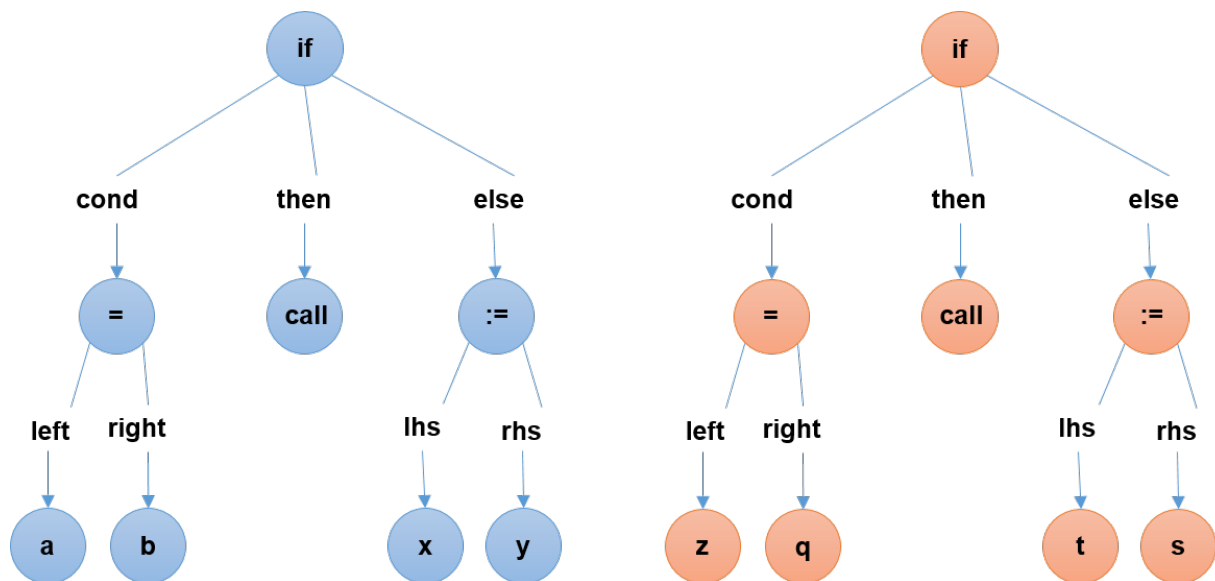 if if
cond then else cond then else
= call := = call :=
left right lhs rhs left right lhs rhs
a b x y z q t s